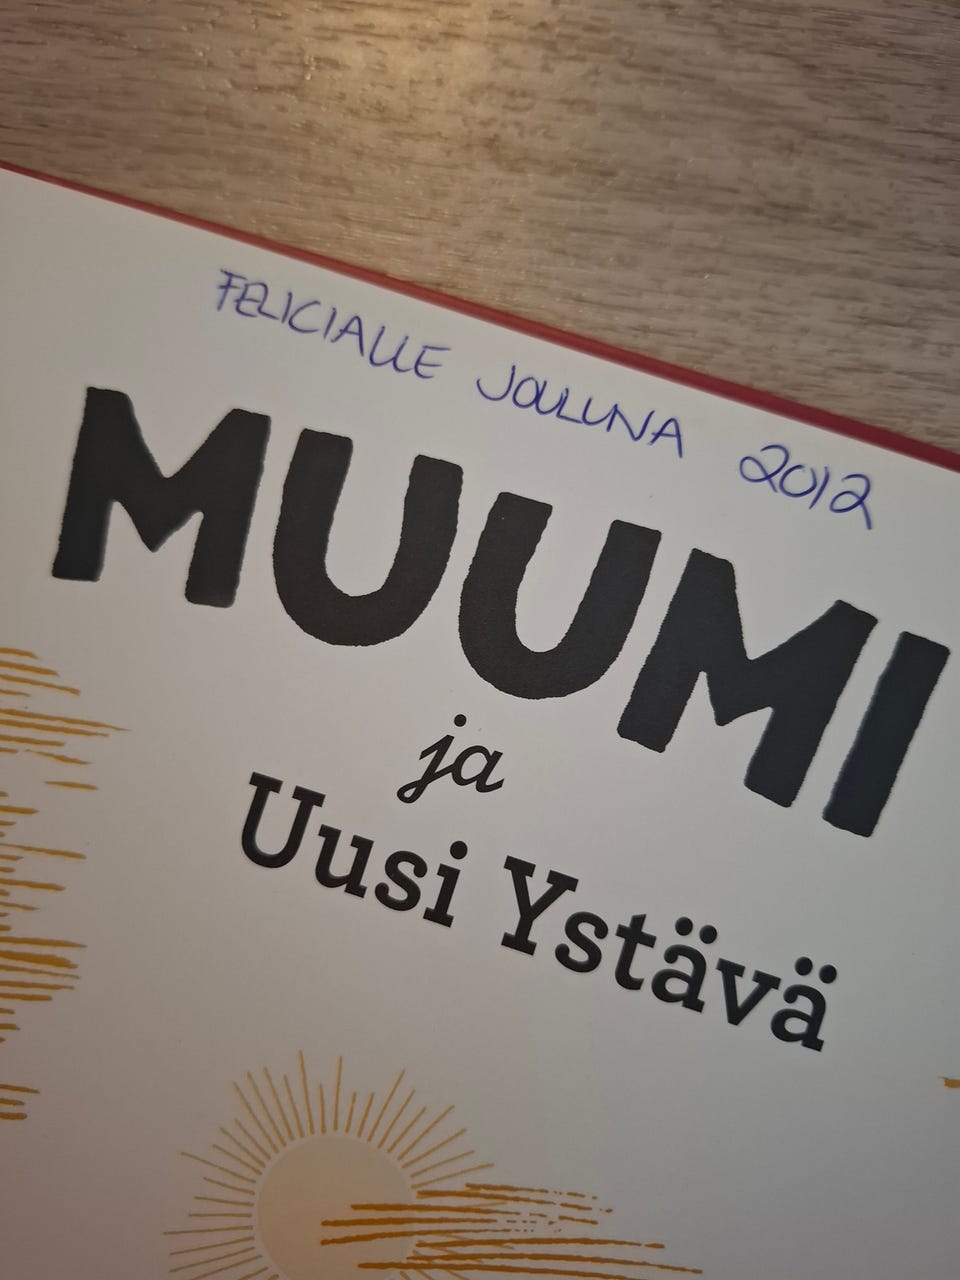 FELICIALLE JOULUNA 2012
MUUMI
ja
Uusi Ystävä